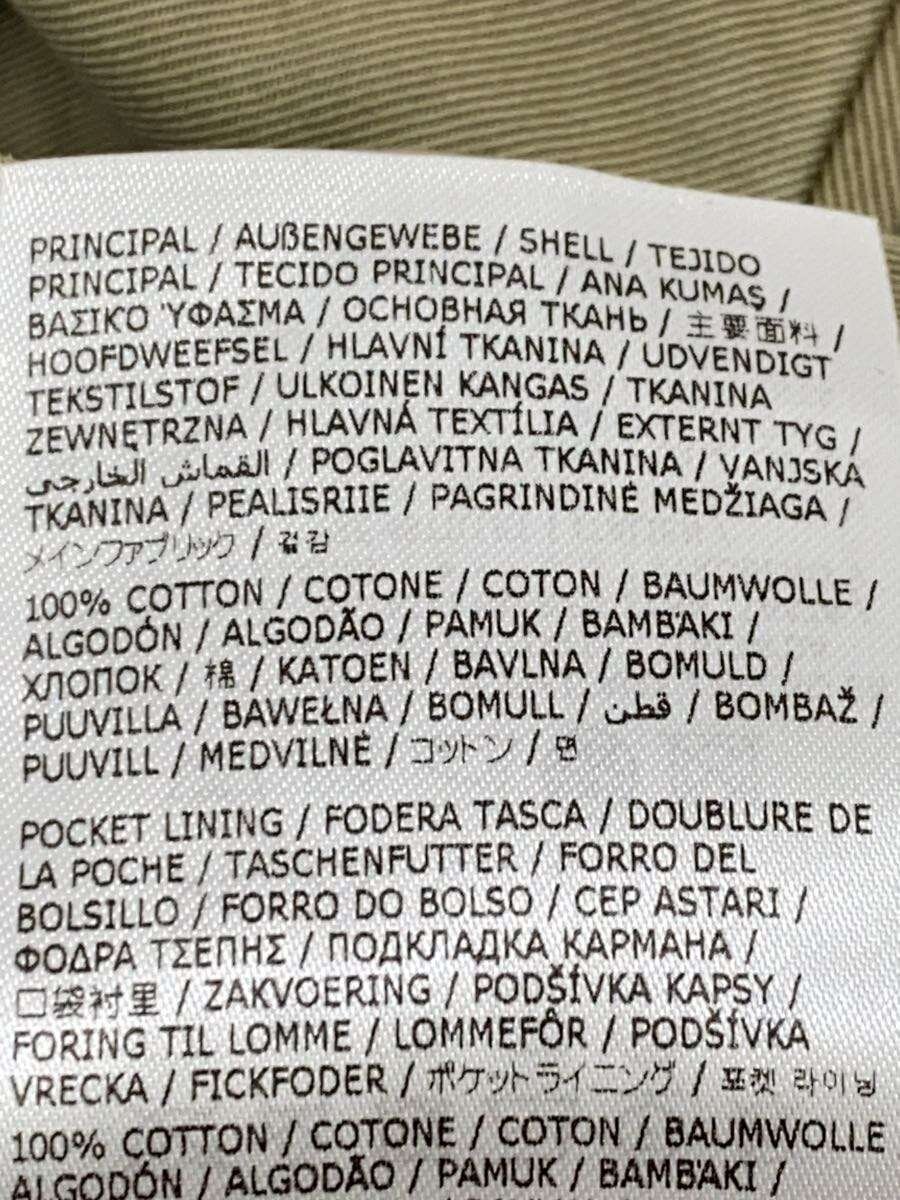 PRINCIPAL / AUßENGEWEBE / SHELL / TEJIDO
PRINCIPAL / TECIDO PRINCIPAL / ANA KUMAŞ /
ΒΑΣΙΚΟ ΎΦΑΣΜΑ / ОСНОВНАЯ ТКАНЬ / 主要面料 /
HOOFDWEEFSEL / HLAVNÍ TKANINA / UDVENDIGT
TEKSTILSTOF / ULKOINEN KANGAS / TKANINA
ZEWNĘTRZNA / HLAVNÁ TEXTÍLIA / EXTERNT TYG /
القماش الخارجي / POGLAVITNA TKANINA / VANJSKA
TKANINA / PEALISRIIE / PAGRINDINĖ MEDŽIAGA /
メインファブリック / 겉감
100% COTTON / COTONE / COTON / BAUMWOLLE /
ALGODÓN / ALGODÃO / PAMUK / ΒΑΜΒΆΚΙ /
ХЛОПОК / 棉 / KATOEN / BAVLNA / BOMULD /
PUUVILLA / BAWEŁNA / BOMULL / قطن / BOMBAŽ /
PUUVILL / MEDVILNĖ / コットン / 면
POCKET LINING / FODERA TASCA / DOUBLURE DE
LA POCHE / TASCHENFUTTER / FORRO DEL
BOLSILLO / FORRO DO BOLSO / CEP ASTARI /
ΦΟΔΡΑ ΤΣΕΠΗΣ / ПОДКЛАДКА КАРМАНА /
口袋衬里 / ZAKVOERING / PODŠÍVKA KAPSY /
FORING TIL LOMME / LOMMEFÔR / PODŠÍVKA
VRECKA / FICKFODER / ポケットライニング / 포켓 라이닝
100% COTTON / COTONE / COTON / BAUMWOLLE
ALGODÓN / ALGODÃO / PAMUK / ΒΑΜΒΆΚΙ /